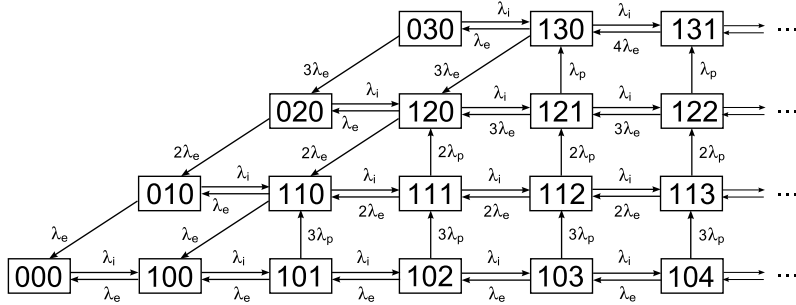 030 λi λe 130 λi 4λe 131 ...
3λe 3λe λp λp
020 λi λe 120 λi 3λe 121 λi 3λe 122 ...
2λe 2λe 2λp 2λp 2λp
010 λi λe 110 λi 2λe 111 λi 2λe 112 λi 2λe 113 ...
λe λe 3λp 3λp 3λp 3λp
000 λi λe 100 λi λe 101 λi λe 102 λi λe 103 λi λe 104 ...